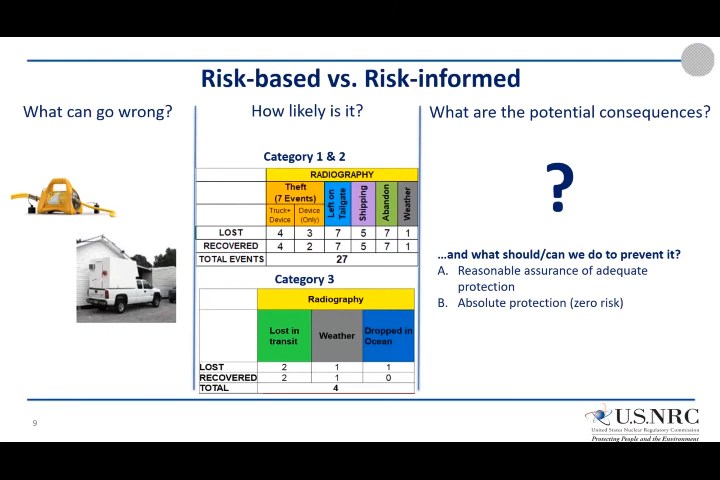 Risk-based vs. Risk-informed
What can go wrong?
How likely is it?
Category 1 & 2
RADIOGRAPHY
Theft
(7 Events)
Left on
Tailgate
Shipping
Abandon
Weather
Truck+
Device
Device
(Only)
LOST 4 3 7 5 7 1
RECOVERED 4 2 7 5 7 1
TOTAL EVENTS 27
Category 3
Radiography
Lost in
transit
Weather
Dropped in
Ocean
LOST 2 1 1
RECOVERED 2 1 0
TOTAL 4
What are the potential consequences?
?
...and what should/can we do to prevent it?
A. Reasonable assurance of adequate
protection
B. Absolute protection (zero risk)
9
U.S.NRC
United States Nuclear Regulatory Commission
Protecting People and the Environment